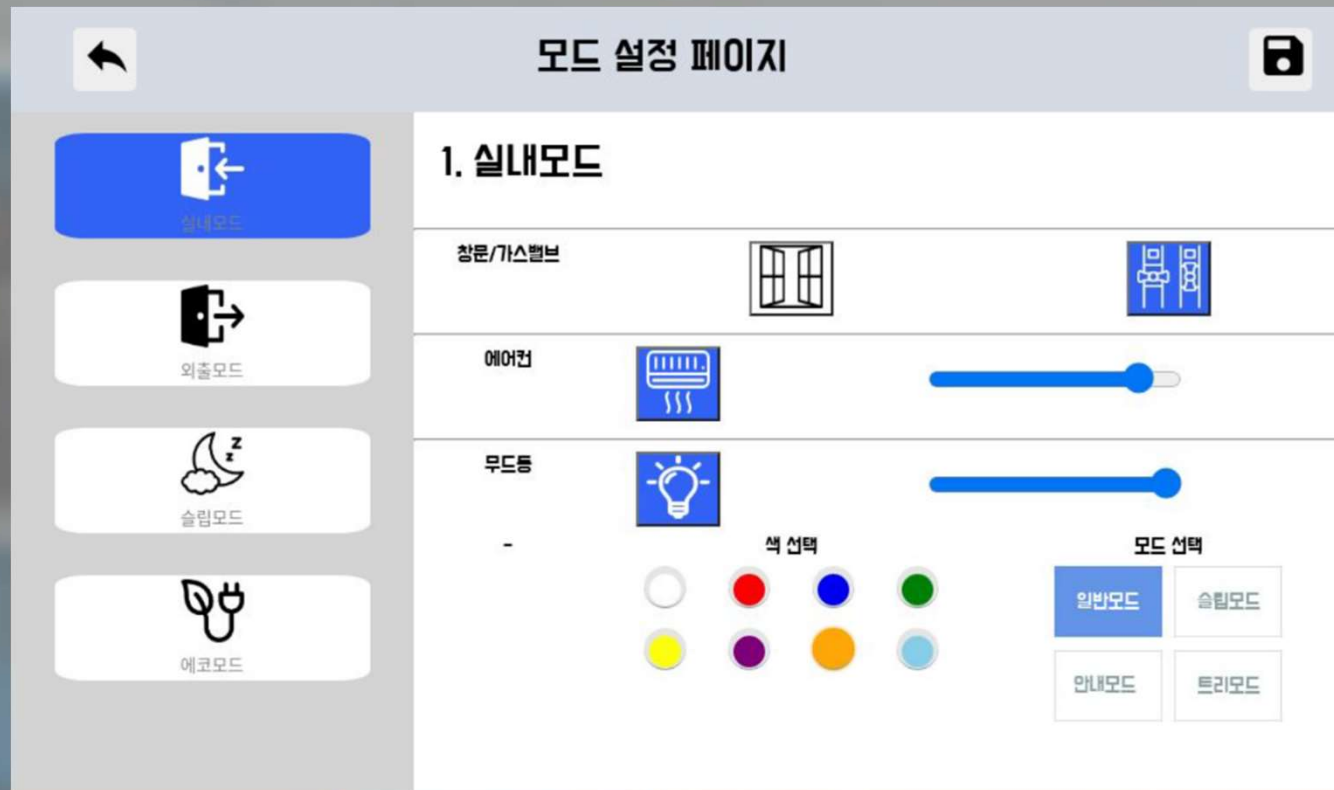 모드 설정 페이지
실내모드
외출모드
슬립모드
에코모드
1. 실내모드
창문/가스밸브
에어컨
무드등
-
색 선택
모드 선택
일반모드
슬립모드
안내모드
트리모드